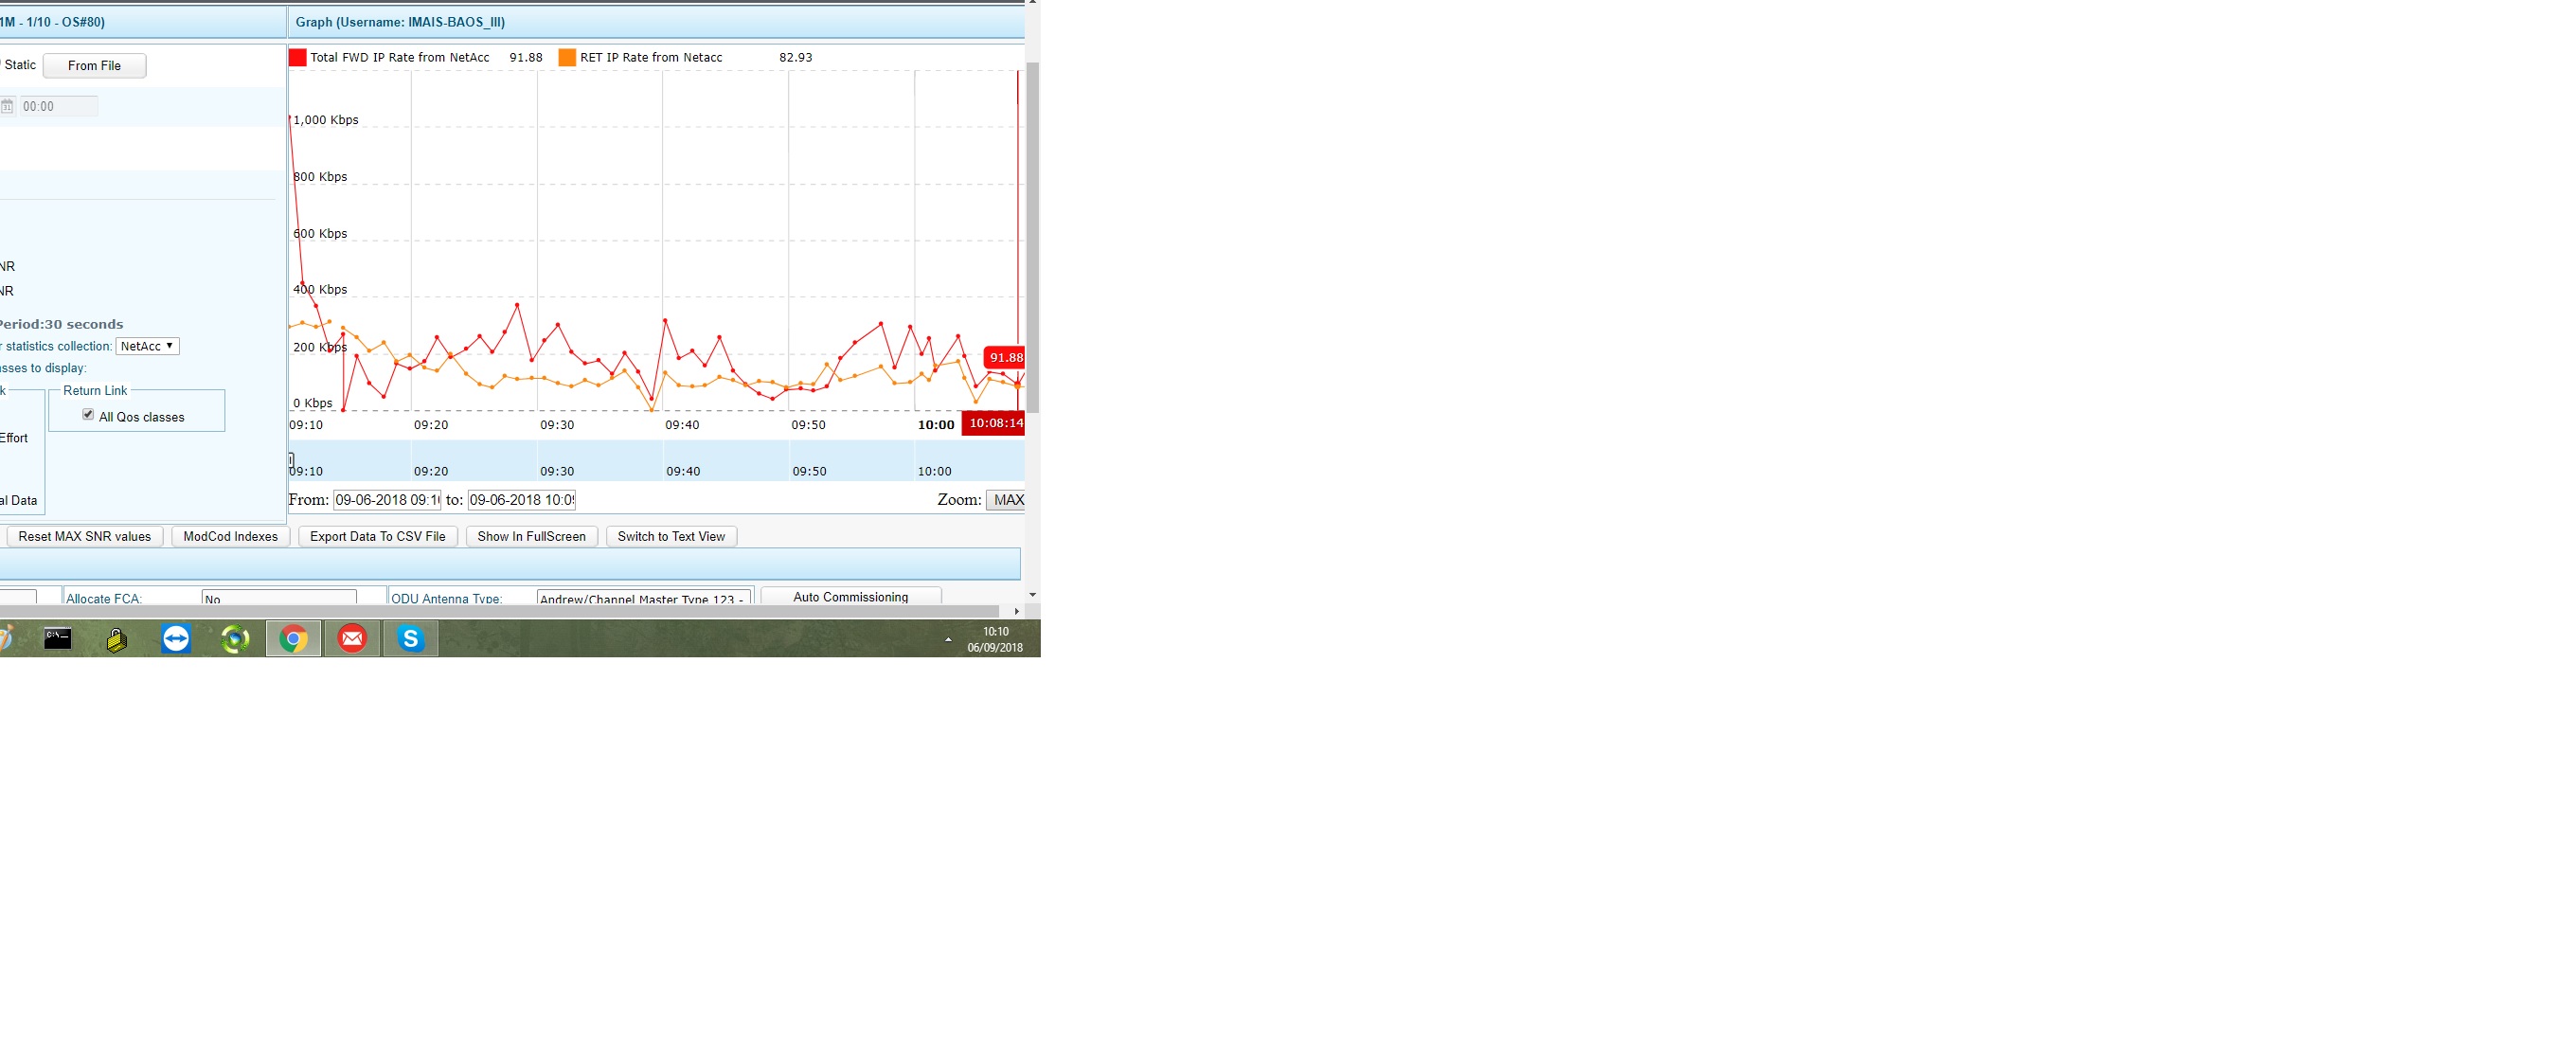 1M - 1/10 - OS#80)
Graph (Username: IMAIS-BAOS_III)
Static
From File
Total FWD IP Rate from NetAcc 91.88
RET IP Rate from Netacc 82.93
31
00:00
1,000 Kbps
800 Kbps
600 Kbps
400 Kbps
200 Kbps
0 Kbps
NR
NR
Period:30 seconds
r statistics collection: NetAcc
asses to display:
k
Return Link
All Qos classes
Effort
al Data
91.88
09:10 09:20 09:30 09:40 09:50 10:00 10:08:14
09:10 09:20 09:30 09:40 09:50 10:00
From: 09-06-2018 09:1 to: 09-06-2018 10:0
Zoom: MAX
Reset MAX SNR values
ModCod Indexes
Export Data To CSV File
Show In FullScreen
Switch to Text View
Allocate FCA: No
ODU Antenna Type: Andrew/Channel Master Type 123 -
Auto Commissioning
C:\_
S
10:10
06/09/2018